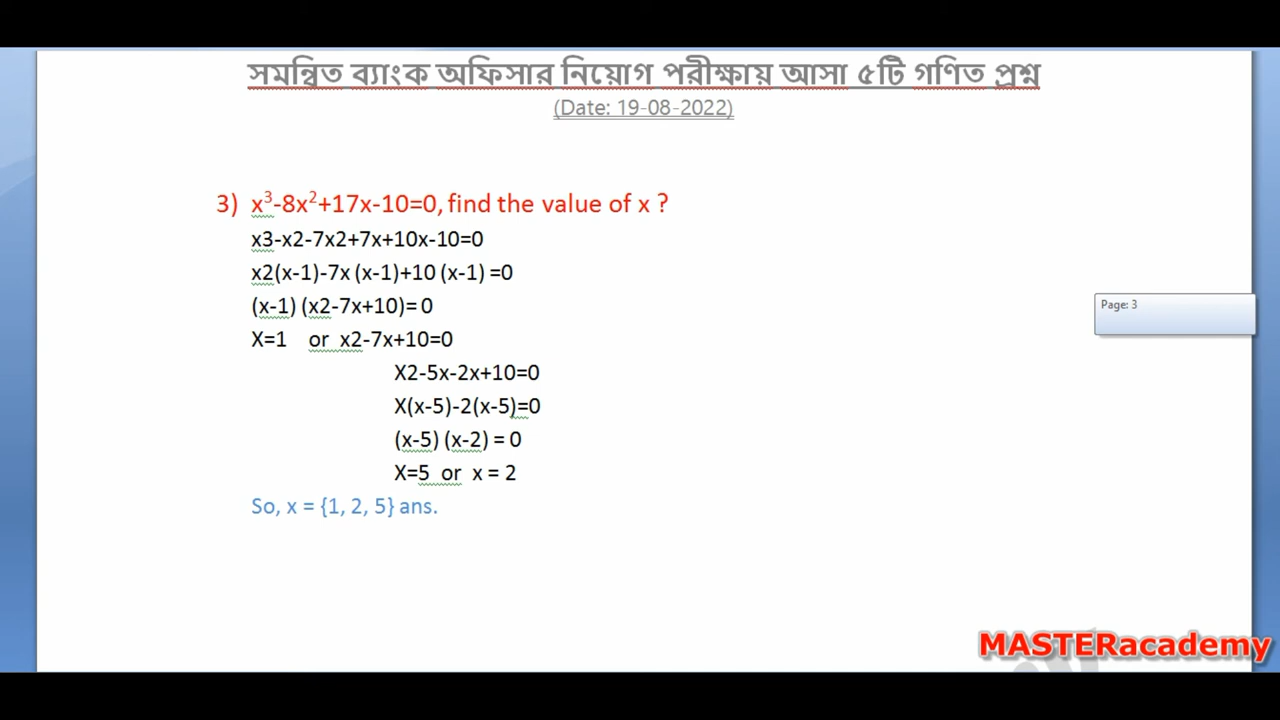 সমন্বিত ব্যাংক অফিসার নিয়োগ পরীক্ষায় আসা ৫টি গণিত প্রশ্ন
(Date: 19-08-2022)
3) x³-8x²+17x-10=0, find the value of x ?
x3-x2-7x2+7x+10x-10=0
x2(x-1)-7x (x-1)+10 (x-1) =0
(x-1) (x2-7x+10)= 0
X=1 or x2-7x+10=0
X2-5x-2x+10=0
X(x-5)-2(x-5)=0
(x-5) (x-2) = 0
X=5 or x = 2
So, x = {1, 2, 5} ans.
Page: 3
MASTERacademy